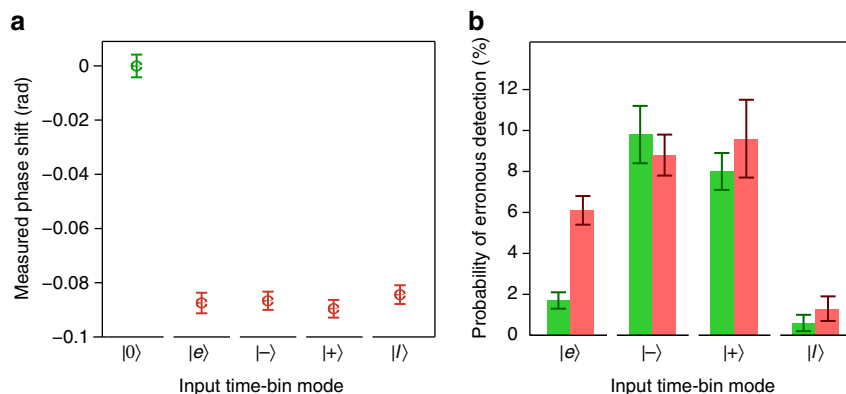 a
Measured phase shift (rad)
0
−0.02
−0.04
−0.06
−0.08
−0.1
|0⟩ |e⟩ |−⟩ |+⟩ |l⟩
Input time-bin mode
b
Probability of erronous detection (%)
12
10
8
6
4
2
0
|e⟩ |−⟩ |+⟩ |l⟩
Input time-bin mode